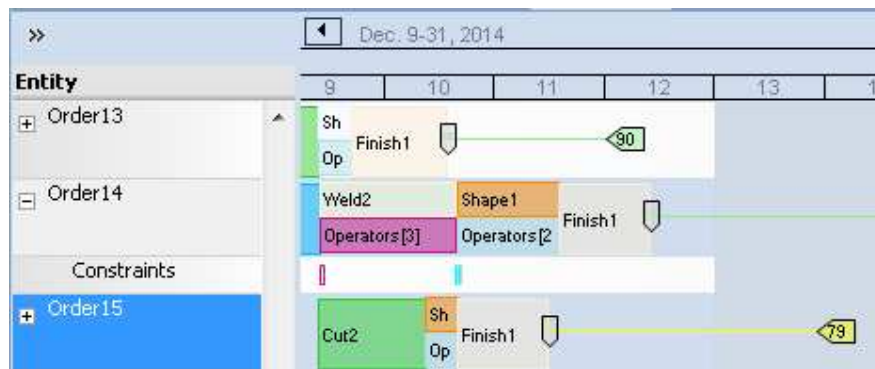 »
Dec. 9-31, 2014
Entity
9 10 11 12 13
Order13
Sh
Op
Finish1
90
Order14
Weld2
Operators[3]
Shape1
Operators[2
Finish1
Constraints
Order15
Cut2
Sh
Op
Finish1
79